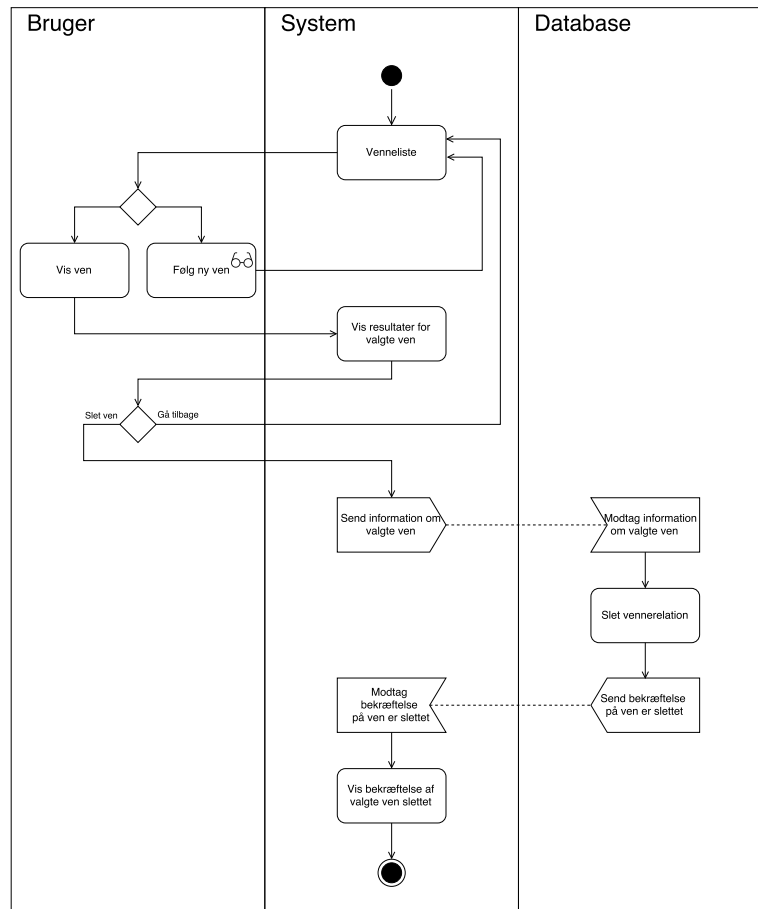 Bruger
System
Database
Venneliste
Vis ven
Følg ny ven
Vis resultater for
valgte ven
Slet ven
Gå tilbage
Send information om
valgte ven
Modtag information
om valgte ven
Slet vennerelation
Modtag
bekræftelse
på ven er slettet
Send bekræftelse
på ven er slettet
Vis bekræftelse af
valgte ven slettet